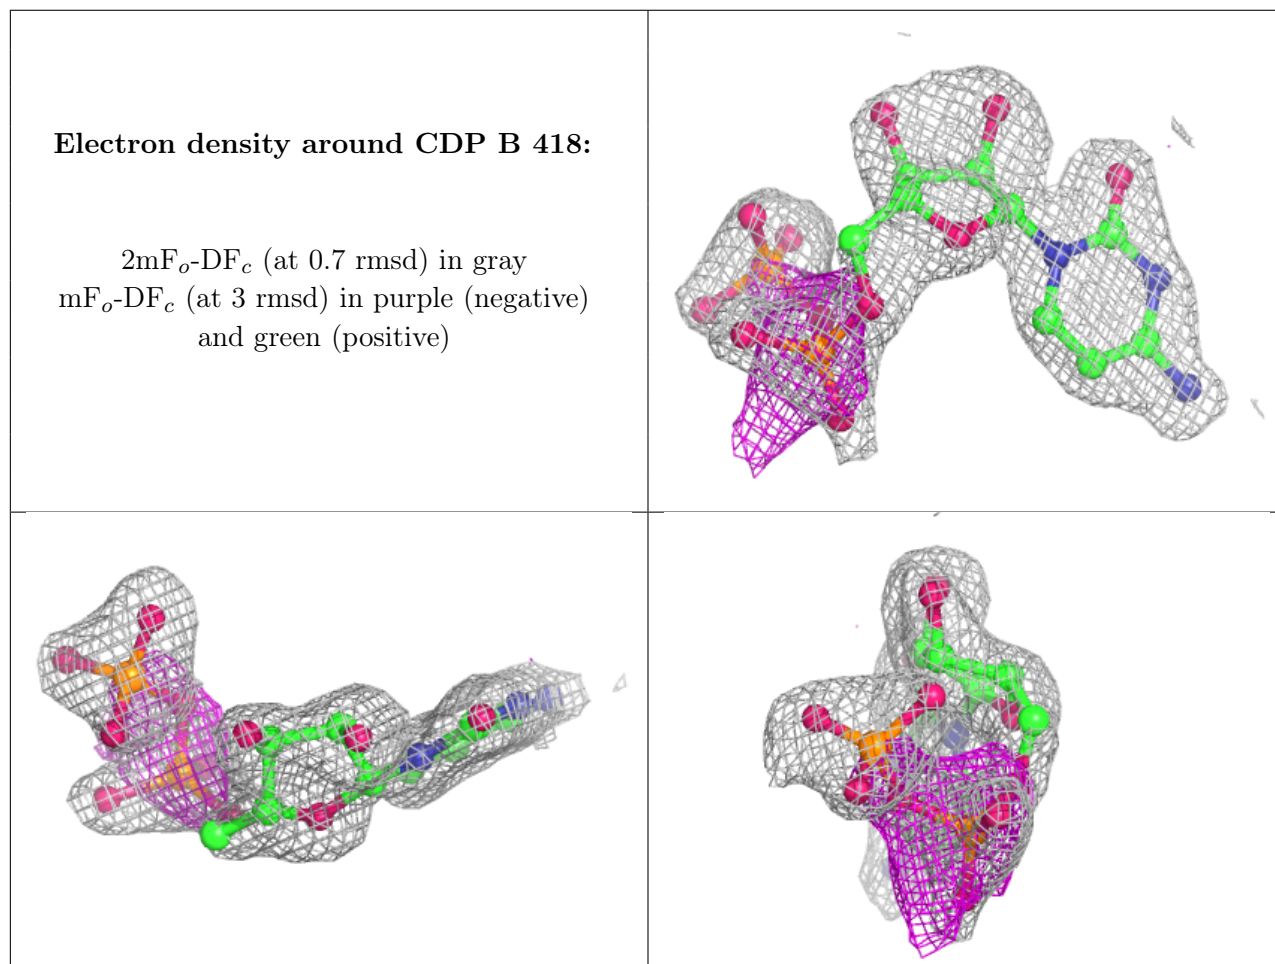 Electron density around CDP B 418:
2mFₒ-DF𝒸 (at 0.7 rmsd) in gray
mFₒ-DF𝒸 (at 3 rmsd) in purple (negative)
and green (positive)